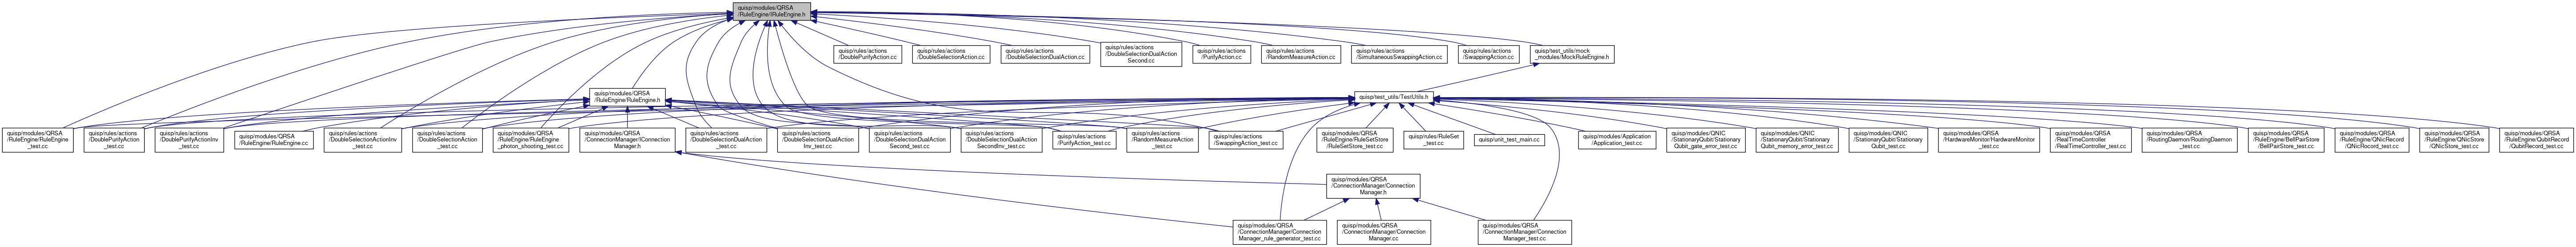 quisp/modules/QRSA
/RuleEngine/IRuleEngine.h
quisp/rules/actions
/DoublePurifyAction.cc
quisp/rules/actions
/DoubleSelectionAction.cc
quisp/rules/actions
/DoubleSelectionDualAction.cc
quisp/rules/actions
/DoubleSelectionDualAction
Second.cc
quisp/rules/actions
/PurifyAction.cc
quisp/rules/actions
/RandomMeasureAction.cc
quisp/rules/actions
/SimultaneousSwappingAction.cc
quisp/rules/actions
/SwappingAction.cc
quisp/test_utils/mock
_modules/MockRuleEngine.h
quisp/modules/QRSA
/RuleEngine/RuleEngine.h
quisp/test_utils/TestUtils.h
quisp/modules/QRSA
/RuleEngine/RuleEngine
_test.cc
quisp/rules/actions
/DoublePurifyAction
_test.cc
quisp/rules/actions
/DoublePurifyActionInv
_test.cc
quisp/modules/QRSA
/RuleEngine/RuleEngine.cc
quisp/rules/actions
/DoubleSelectionActionInv
_test.cc
quisp/rules/actions
/DoubleSelectionAction
_test.cc
quisp/modules/QRSA
/RuleEngine/RuleEngine
_photon_shooting_test.cc
quisp/modules/QRSA
/ConnectionManager/IConnection
Manager.h
quisp/rules/actions
/DoubleSelectionDualAction
_test.cc
quisp/rules/actions
/DoubleSelectionDualAction
Inv_test.cc
quisp/rules/actions
/DoubleSelectionDualAction
Second_test.cc
quisp/rules/actions
/DoubleSelectionDualAction
SecondInv_test.cc
quisp/rules/actions
/PurifyAction_test.cc
quisp/rules/actions
/RandomMeasureAction
_test.cc
quisp/rules/actions
/SwappingAction_test.cc
quisp/modules/QRSA
/RuleEngine/RuleSetStore
/RuleSetStore_test.cc
quisp/rules/RuleSet
_test.cc
quisp/unit_test_main.cc
quisp/modules/Application
/Application_test.cc
quisp/modules/QNIC
/StationaryQubit/Stationary
Qubit_gate_error_test.cc
quisp/modules/QNIC
/StationaryQubit/Stationary
Qubit_memory_error_test.cc
quisp/modules/QNIC
/StationaryQubit/Stationary
Qubit_test.cc
quisp/modules/QRSA
/HardwareMonitor/HardwareMonitor
_test.cc
quisp/modules/QRSA
/RealTimeController
/RealTimeController_test.cc
quisp/modules/QRSA
/RoutingDaemon/RoutingDaemon
_test.cc
quisp/modules/QRSA
/RuleEngine/BellPairStore
/BellPairStore_test.cc
quisp/modules/QRSA
/RuleEngine/QNicRecord
/QNicRocord_test.cc
quisp/modules/QRSA
/RuleEngine/QNicStore
/QNicStore_test.cc
quisp/modules/QRSA
/RuleEngine/QubitRecord
/QubitRecord_test.cc
quisp/modules/QRSA
/ConnectionManager/Connection
Manager.h
quisp/modules/QRSA
/ConnectionManager/Connection
Manager_rule_generator_test.cc
quisp/modules/QRSA
/ConnectionManager/Connection
Manager.cc
quisp/modules/QRSA
/ConnectionManager/Connection
Manager_test.cc